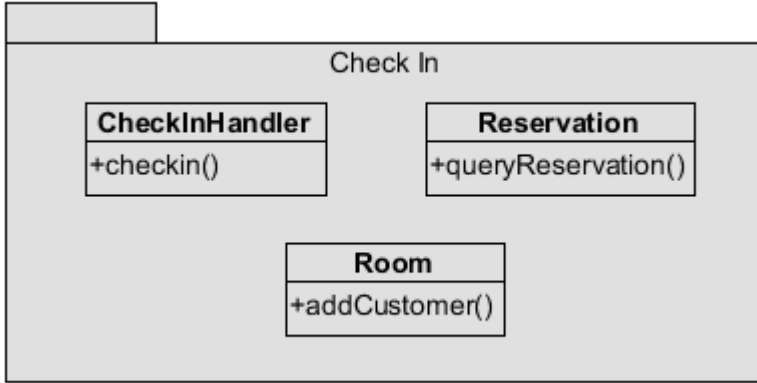 Check In
CheckInHandler
+checkin()
Reservation
+queryReservation()
Room
+addCustomer()